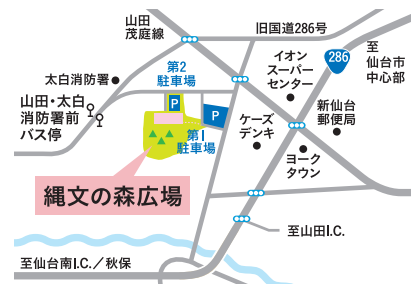 山田
茂庭線
旧国道286号
286
至
仙台市
中心部
イオン
スーパー
センター
第2
駐車場
太白消防署
P
P
山田・太白
消防署前
バス停
新仙台
郵便局
ケーズ
デンキ
第1
駐車場
ヨーク
タウン
縄文の森広場
至山田I.C.
至仙台南I.C.／秋保